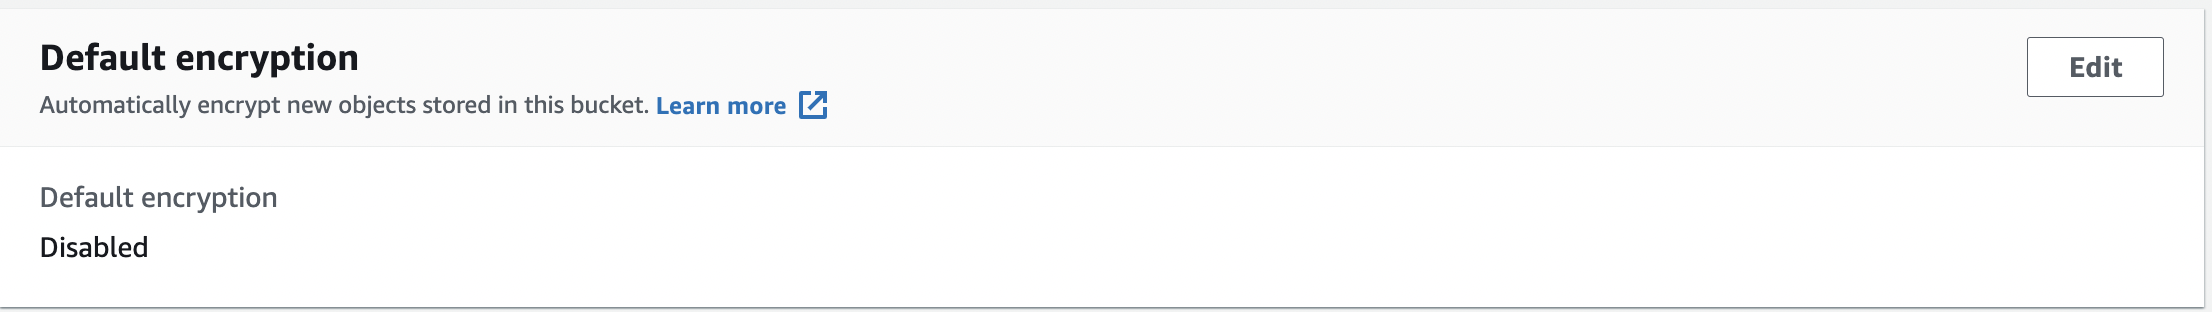 Default encryption
Edit
Automatically encrypt new objects stored in this bucket. Learn more
Default encryption
Disabled